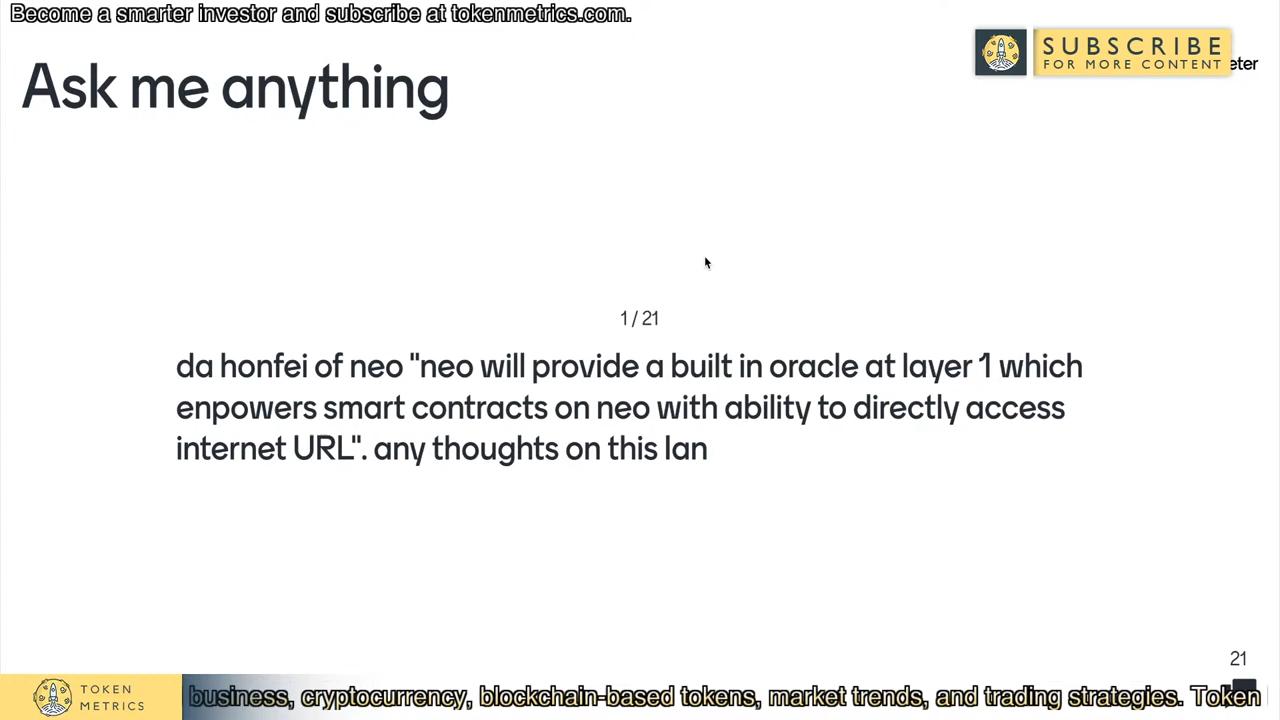 Become a smarter investor and subscribe at tokenmetrics.com.
SUBSCRIBE
FOR MORE CONTENT
eter
Ask me anything
1 / 21
da honfei of neo "neo will provide a built in oracle at layer 1 which
enpowers smart contracts on neo with ability to directly access
internet URL". any thoughts on this lan
21
TOKEN
METRICS
business, cryptocurrency, blockchain-based tokens, market trends, and trading strategies. Token